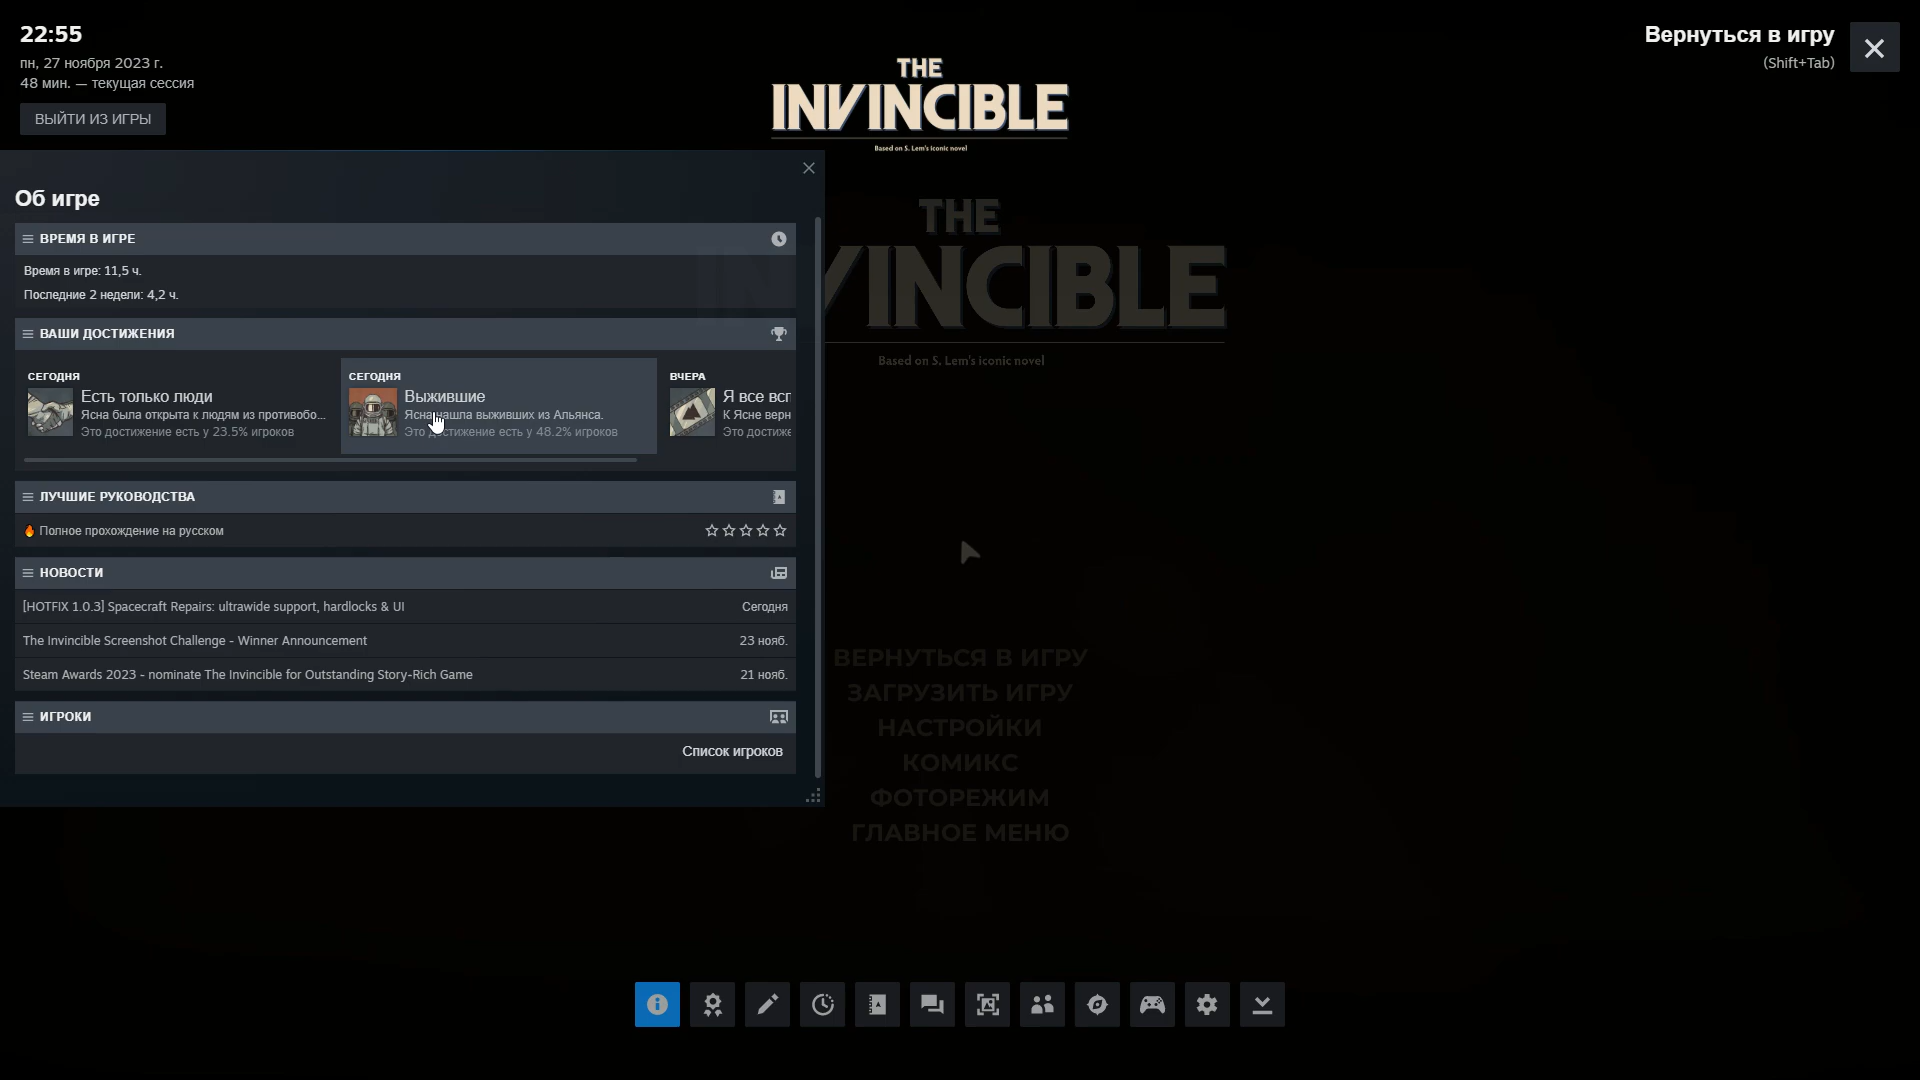 22:55
пн, 27 ноября 2023 г.
48 мин. — текущая сессия
ВЫЙТИ ИЗ ИГРЫ
THE
INVINCIBLE
Based on S. Lem's iconic novel
Вернуться в игру
(Shift+Tab)
Об игре
ВРЕМЯ В ИГРЕ
Время в игре: 11,5 ч.
Последние 2 недели: 4,2 ч.
ВАШИ ДОСТИЖЕНИЯ
СЕГОДНЯ
Есть только люди
Ясна была открыта к людям из противобо...
Это достижение есть у 23.5% игроков
СЕГОДНЯ
Выжившие
Ясна нашла выживших из Альянса.
Это достижение есть у 48.2% игроков
ВЧЕРА
Я все всп
К Ясне верн
Это достиже
ЛУЧШИЕ РУКОВОДСТВА
Полное прохождение на русском
НОВОСТИ
[HOTFIX 1.0.3] Spacecraft Repairs: ultrawide support, hardlocks & UI
Сегодня
The Invincible Screenshot Challenge - Winner Announcement
23 нояб.
Steam Awards 2023 - nominate The Invincible for Outstanding Story-Rich Game
21 нояб.
ИГРОКИ
Список игроков
THE
INVINCIBLE
Based on S. Lem's iconic novel
ВЕРНУТЬСЯ В ИГРУ
ЗАГРУЗИТЬ ИГРУ
НАСТРОЙКИ
КОМИКС
ФОТОРЕЖИМ
ГЛАВНОЕ МЕНЮ